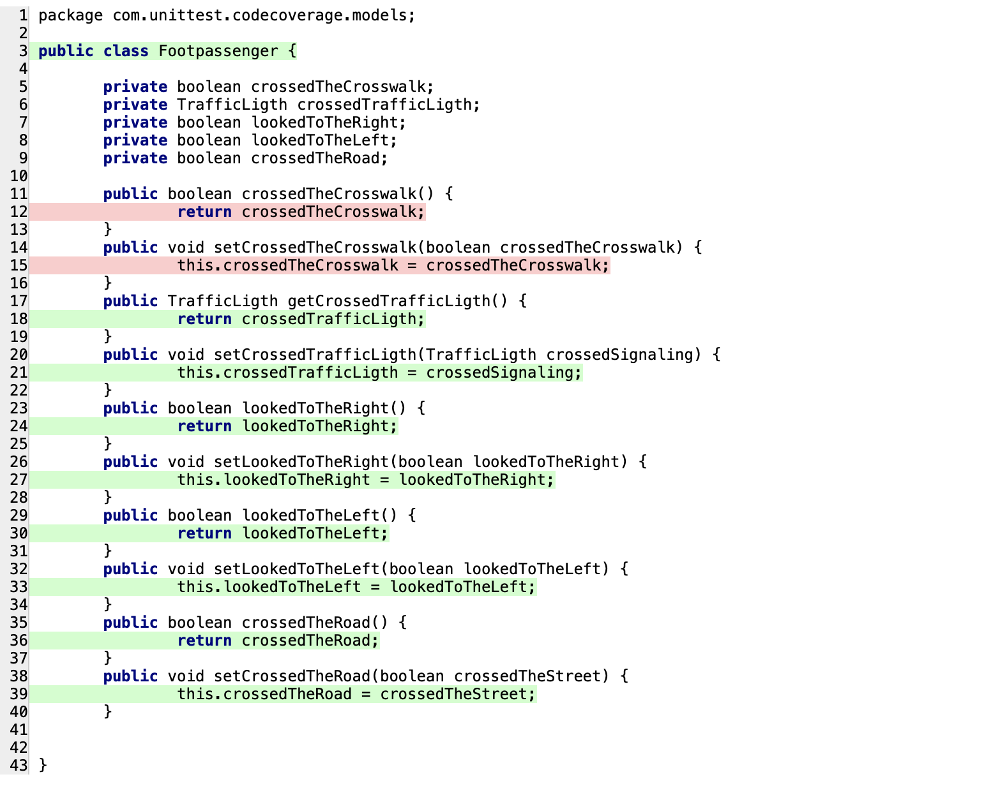 1 package com.unittest.codecoverage.models;
2
3 public class Footpassenger {
4
5 private boolean crossedTheCrosswalk;
6 private TrafficLigth crossedTrafficLigth;
7 private boolean lookedToTheRight;
8 private boolean lookedToTheLeft;
9 private boolean crossedTheRoad;
10
11 public boolean crossedTheCrosswalk() {
12 return crossedTheCrosswalk;
13 }
14 public void setCrossedTheCrosswalk(boolean crossedTheCrosswalk) {
15 this.crossedTheCrosswalk = crossedTheCrosswalk;
16 }
17 public TrafficLigth getCrossedTrafficLigth() {
18 return crossedTrafficLigth;
19 }
20 public void setCrossedTrafficLigth(TrafficLigth crossedSignaling) {
21 this.crossedTrafficLigth = crossedSignaling;
22 }
23 public boolean lookedToTheRight() {
24 return lookedToTheRight;
25 }
26 public void setLookedToTheRight(boolean lookedToTheRight) {
27 this.lookedToTheRight = lookedToTheRight;
28 }
29 public boolean lookedToTheLeft() {
30 return lookedToTheLeft;
31 }
32 public void setLookedToTheLeft(boolean lookedToTheLeft) {
33 this.lookedToTheLeft = lookedToTheLeft;
34 }
35 public boolean crossedTheRoad() {
36 return crossedTheRoad;
37 }
38 public void setCrossedTheRoad(boolean crossedTheStreet) {
39 this.crossedTheRoad = crossedTheStreet;
40 }
41
42
43 }